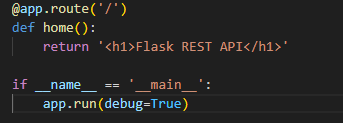 @app.route('/')
def home():
    return '<h1>Flask REST API</h1>'

if __name__ == '__main__':
    app.run(debug=True)